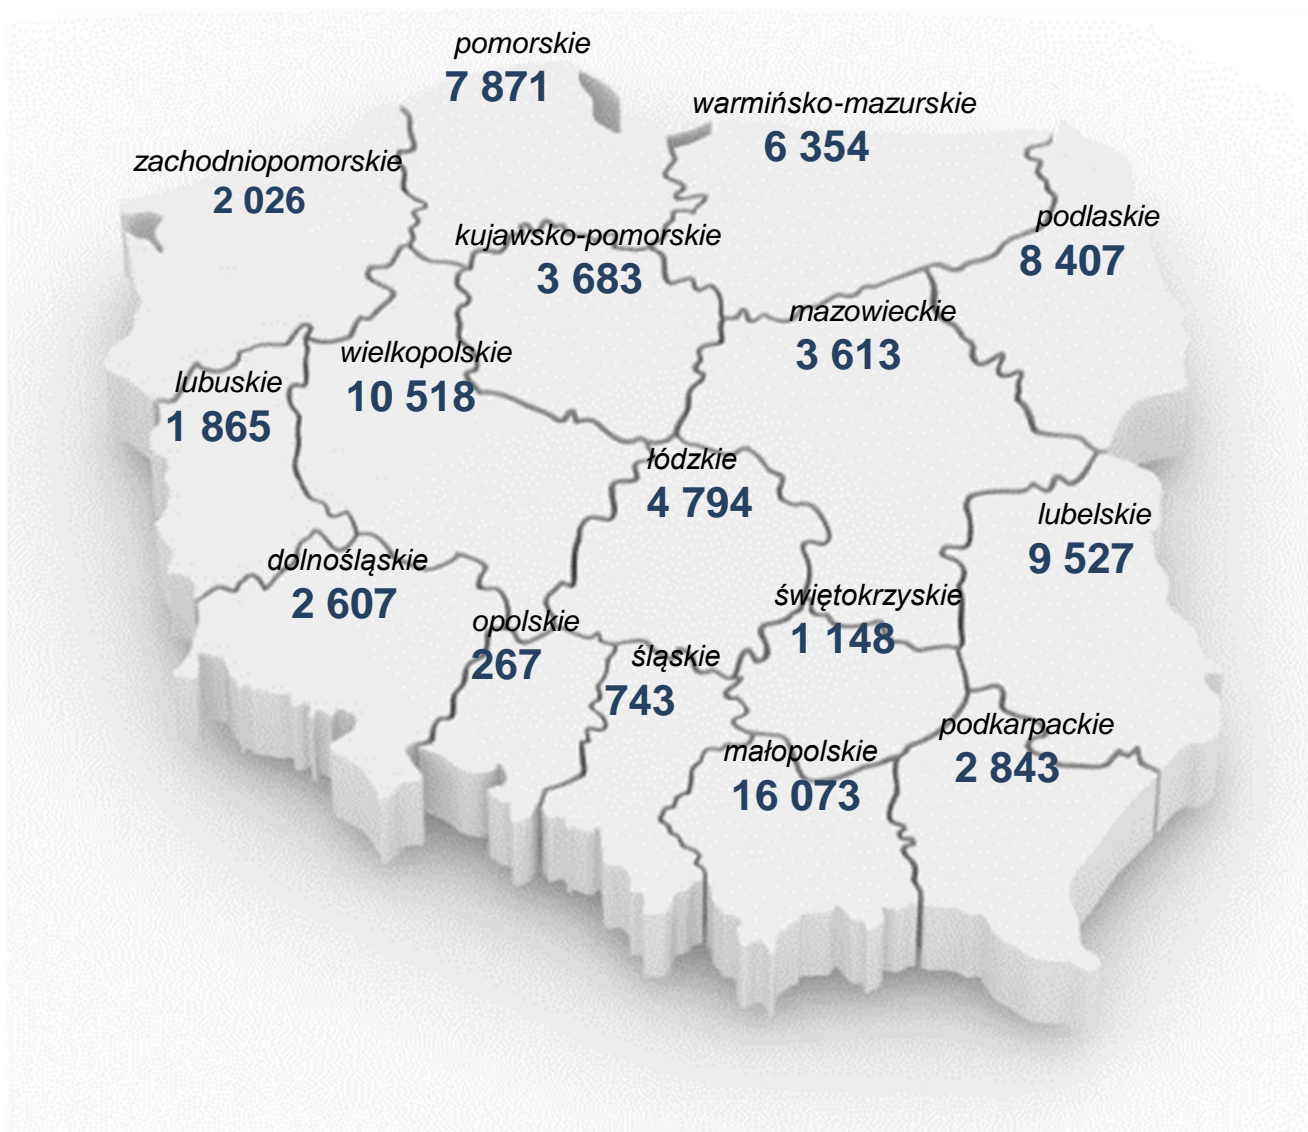 pomorskie
7 871
warmińsko-mazurskie
6 354
zachodniopomorskie
2 026
podlaskie
8 407
kujawsko-pomorskie
3 683
mazowieckie
3 613
wielkopolskie
10 518
lubuskie
1 865
łódzkie
4 794
lubelskie
9 527
dolnośląskie
2 607
świętokrzyskie
1 148
opolskie
267
śląskie
743
podkarpackie
2 843
małopolskie
16 073